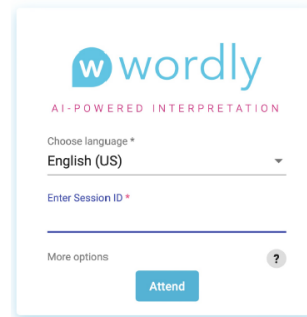 w wordly
AI-POWERED INTERPRETATION
Choose language *
English (US)
Enter Session ID *
More options
?
Attend